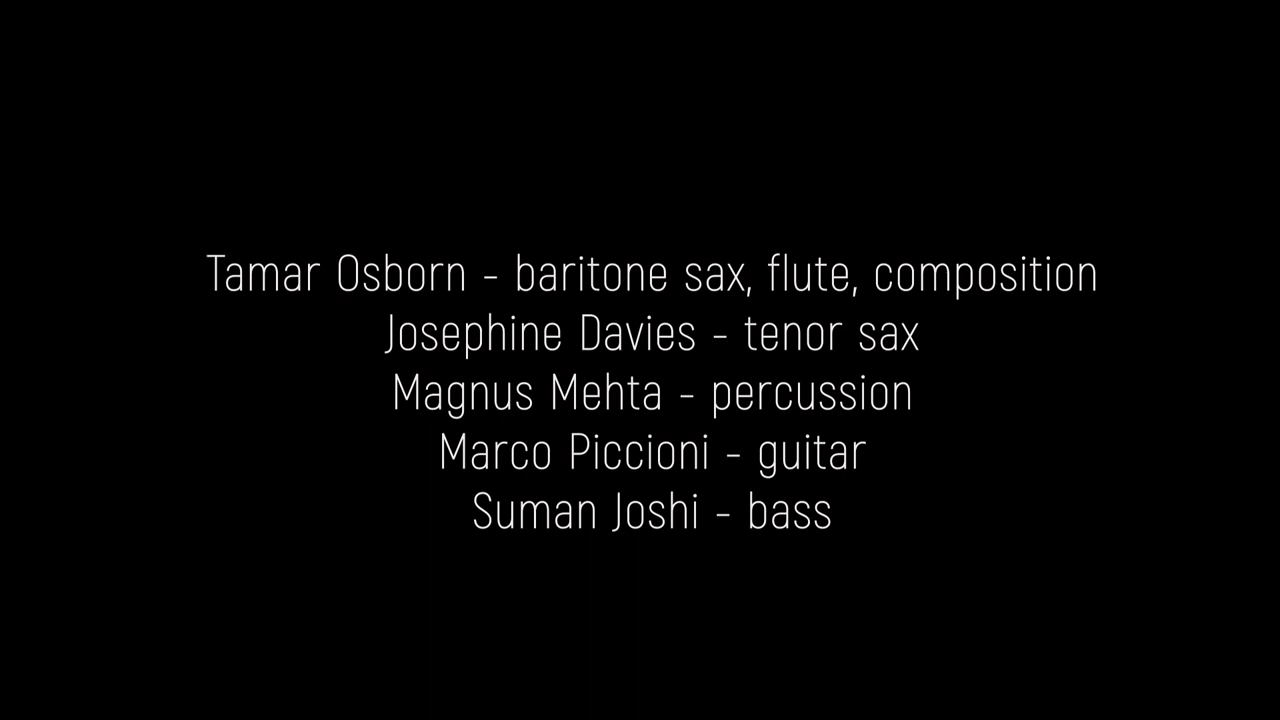 Tamar Osborn - baritone sax, flute, composition
Josephine Davies - tenor sax
Magnus Mehta - percussion
Marco Piccioni - guitar
Suman Joshi - bass